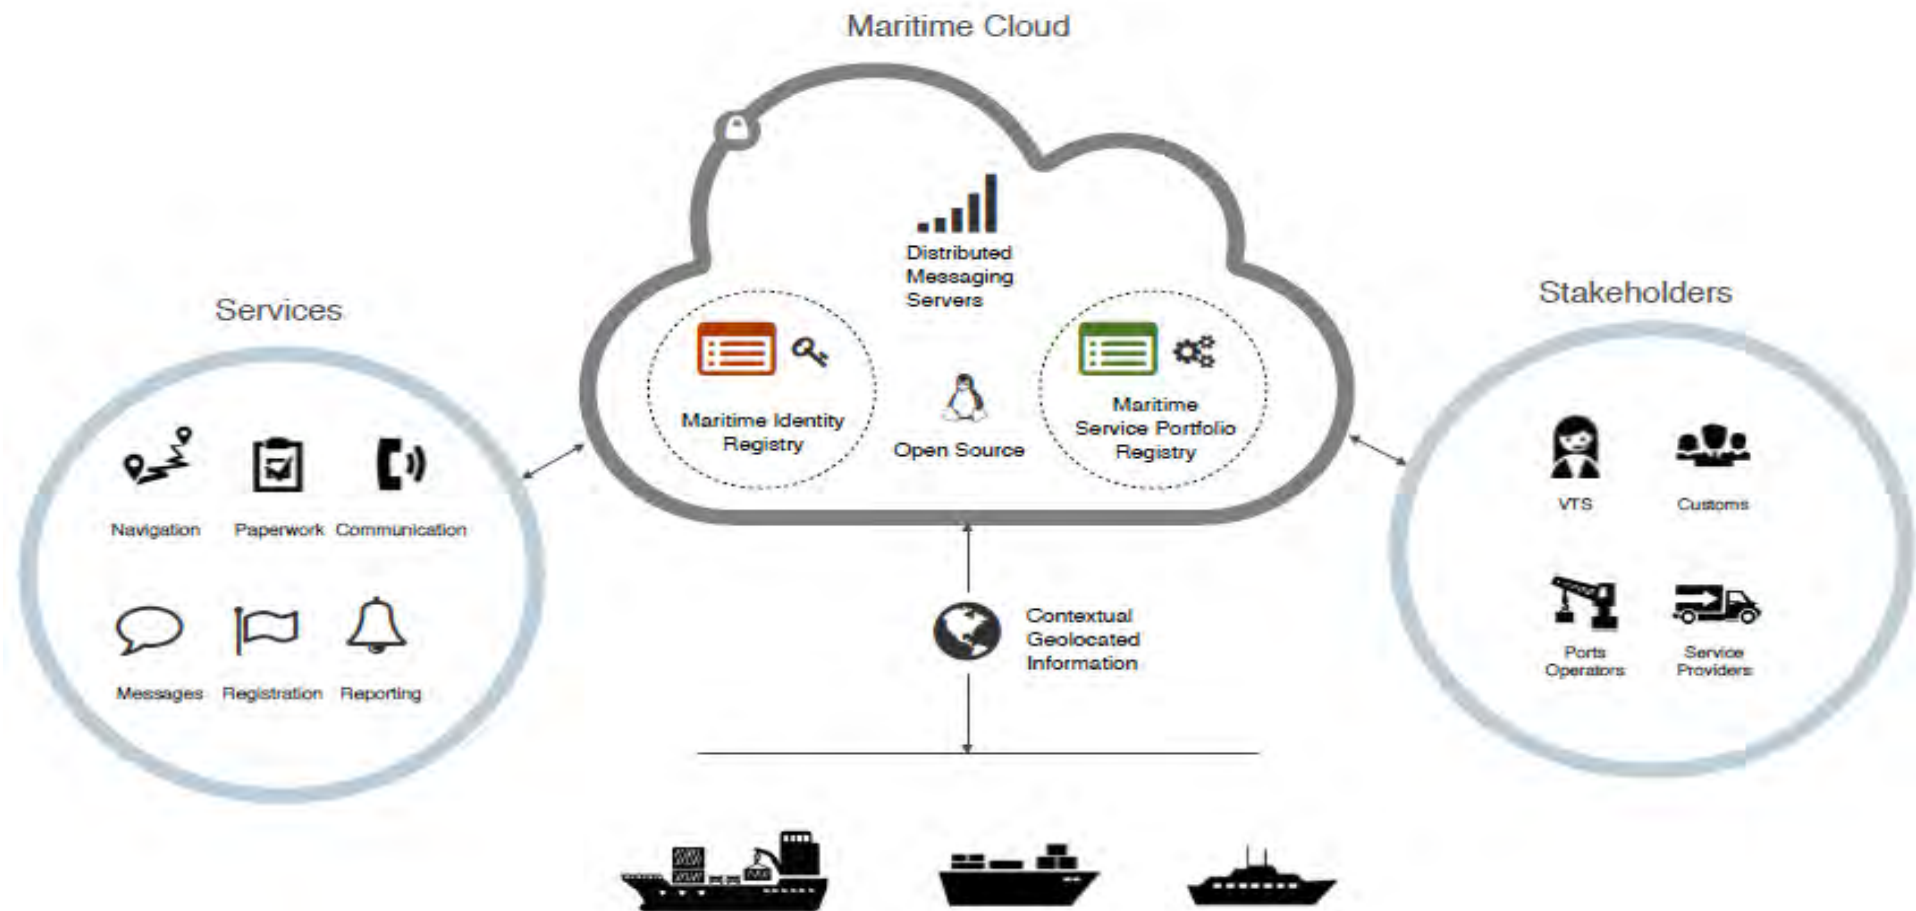 Maritime Cloud
Distributed
Messaging
Servers
Maritime Identity
Registry
Open Source
Maritime
Service Portfolio
Registry
Services
Navigation
Paperwork
Communication
Messages
Registration
Reporting
Contextual
Geolocated
Information
Stakeholders
VTS
Customs
Ports
Operators
Service
Providers